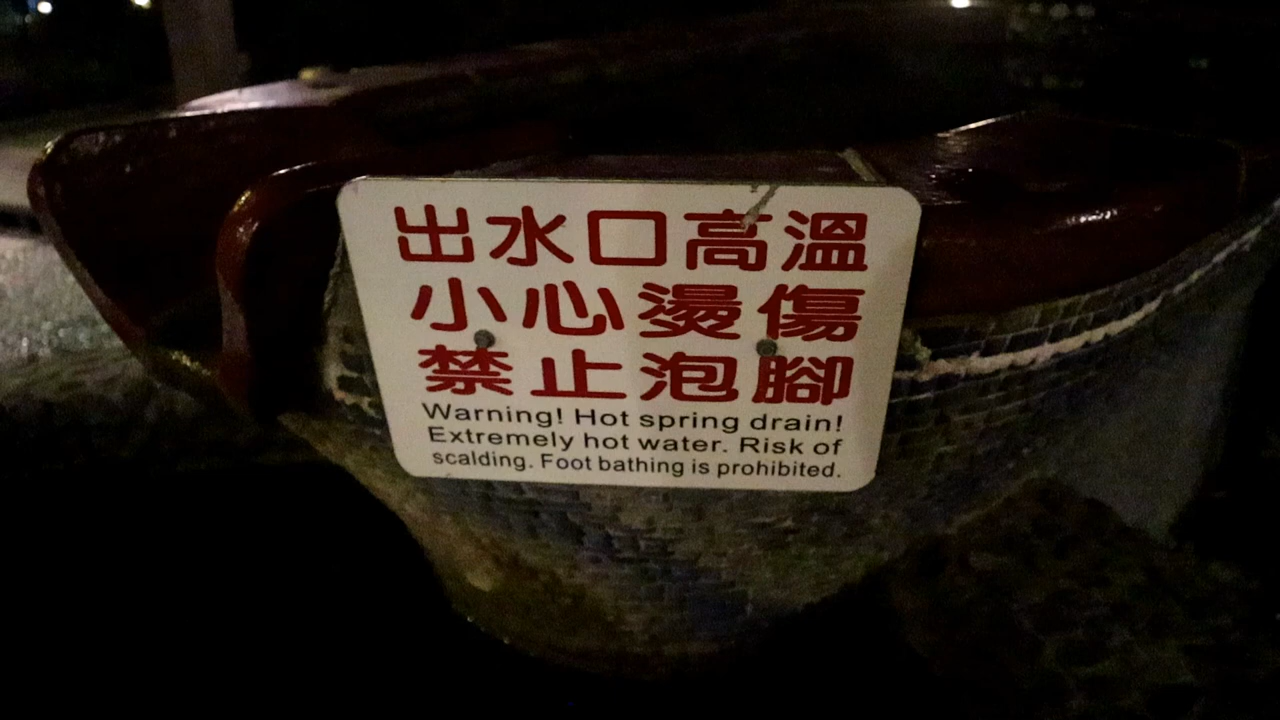 出水口高溫
小心燙傷
禁止泡腳
Warning! Hot spring drain!
Extremely hot water. Risk of
scalding. Foot bathing is prohibited.